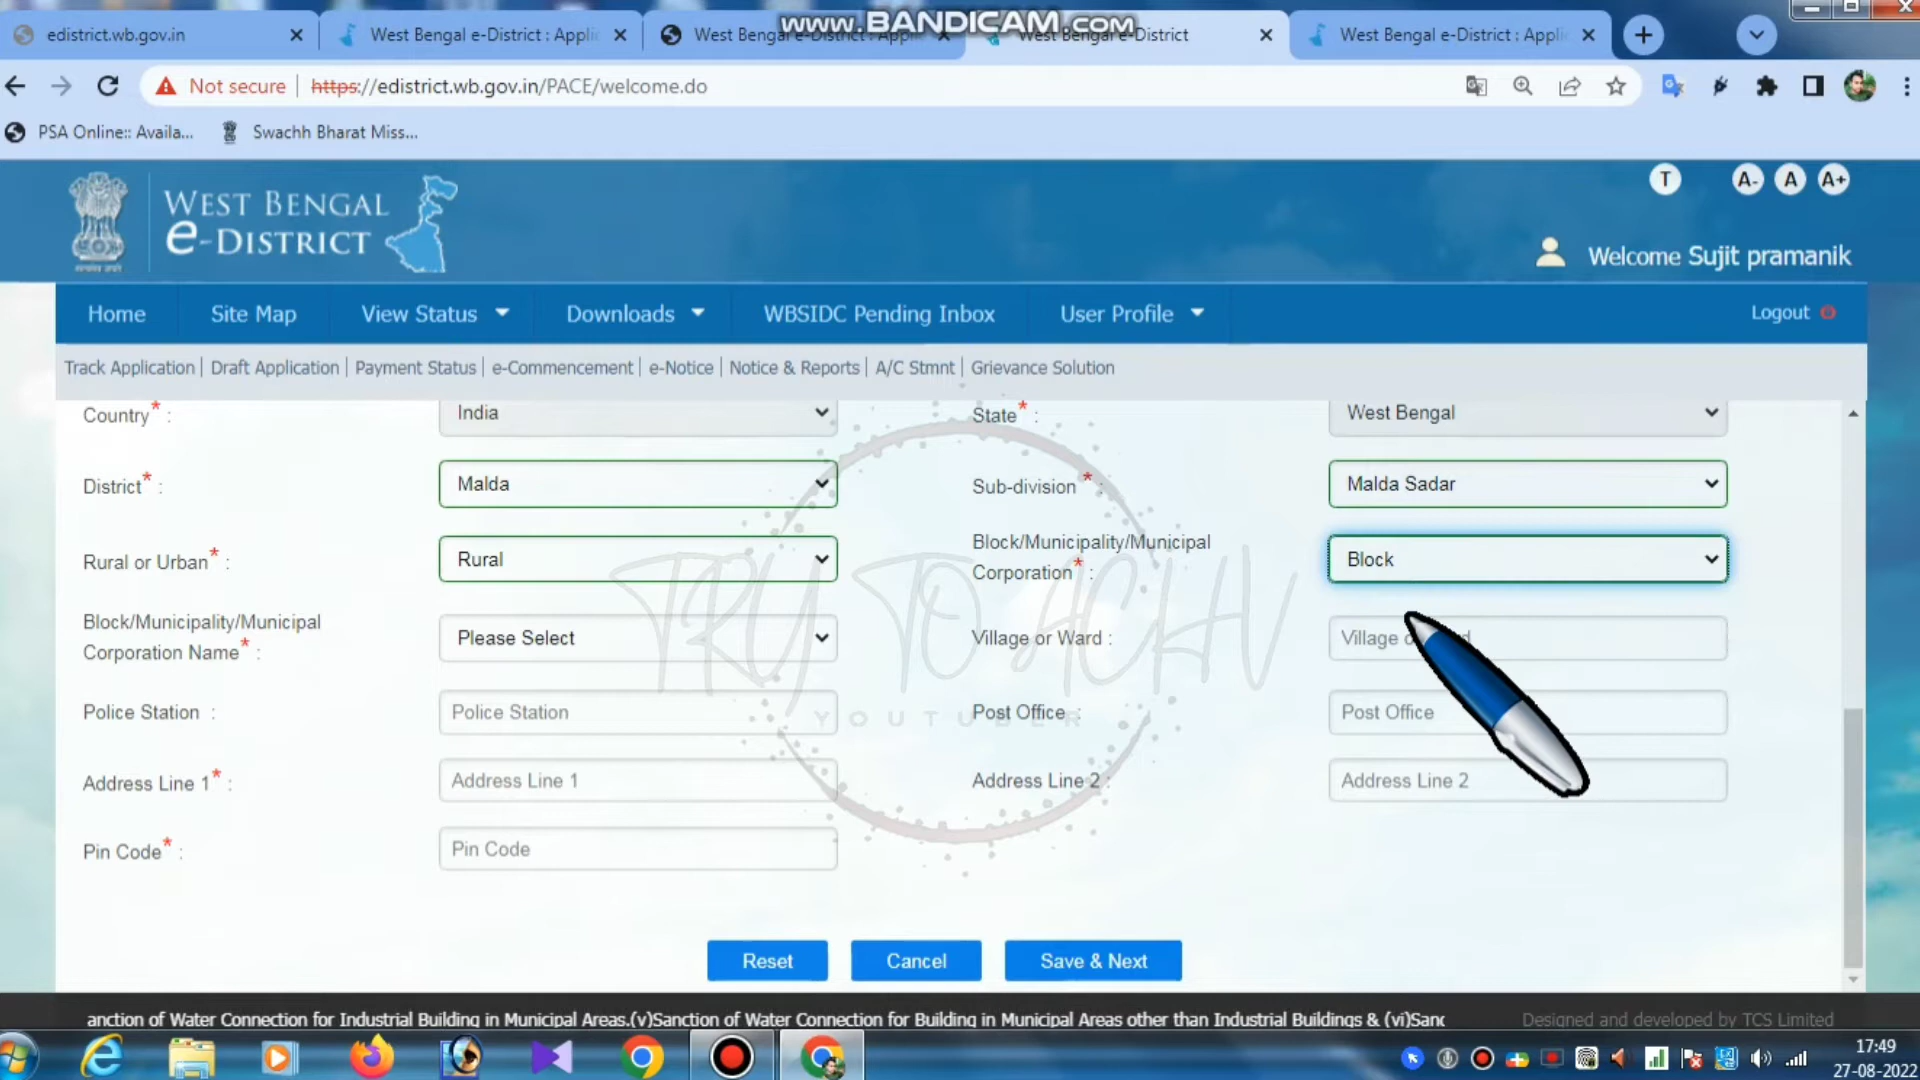 www.BANDICAM.com
edistrict.wb.gov.in
West Bengal e-District : Applic
West Bengal e-District : Applic
West Bengal e-District
West Bengal e-District : Applic
Not secure
https://edistrict.wb.gov.in/PACE/welcome.do
PSA Online:: Availa...
Swachh Bharat Miss...
T
A-
A
A+
WEST BENGAL
e-DISTRICT
Welcome Sujit pramanik
Home
Site Map
View Status
Downloads
WBSIDC Pending Inbox
User Profile
Logout
Track Application | Draft Application | Payment Status | e-Commencement | e-Notice | Notice & Reports | A/C Stmnt | Grievance Solution
Country* :
India
State* :
West Bengal
District* :
Malda
Sub-division* :
Malda Sadar
Rural or Urban* :
Rural
Block/Municipality/Municipal
Corporation* :
Block
Block/Municipality/Municipal
Corporation Name* :
Please Select
Village or Ward :
Village
Police Station :
Police Station
Post Office :
Post Office
Address Line 1* :
Address Line 1
Address Line 2 :
Address Line 2
Pin Code* :
Pin Code
TRY TO ACHV
YOUTUBER
Reset
Cancel
Save & Next
anction of Water Connection for Industrial Building in Municipal Areas.(v)Sanction of Water Connection for Building in Municipal Areas other than Industrial Buildings & (vi)Sanc
Designed and developed by TCS Limited
17:49
27-08-2022